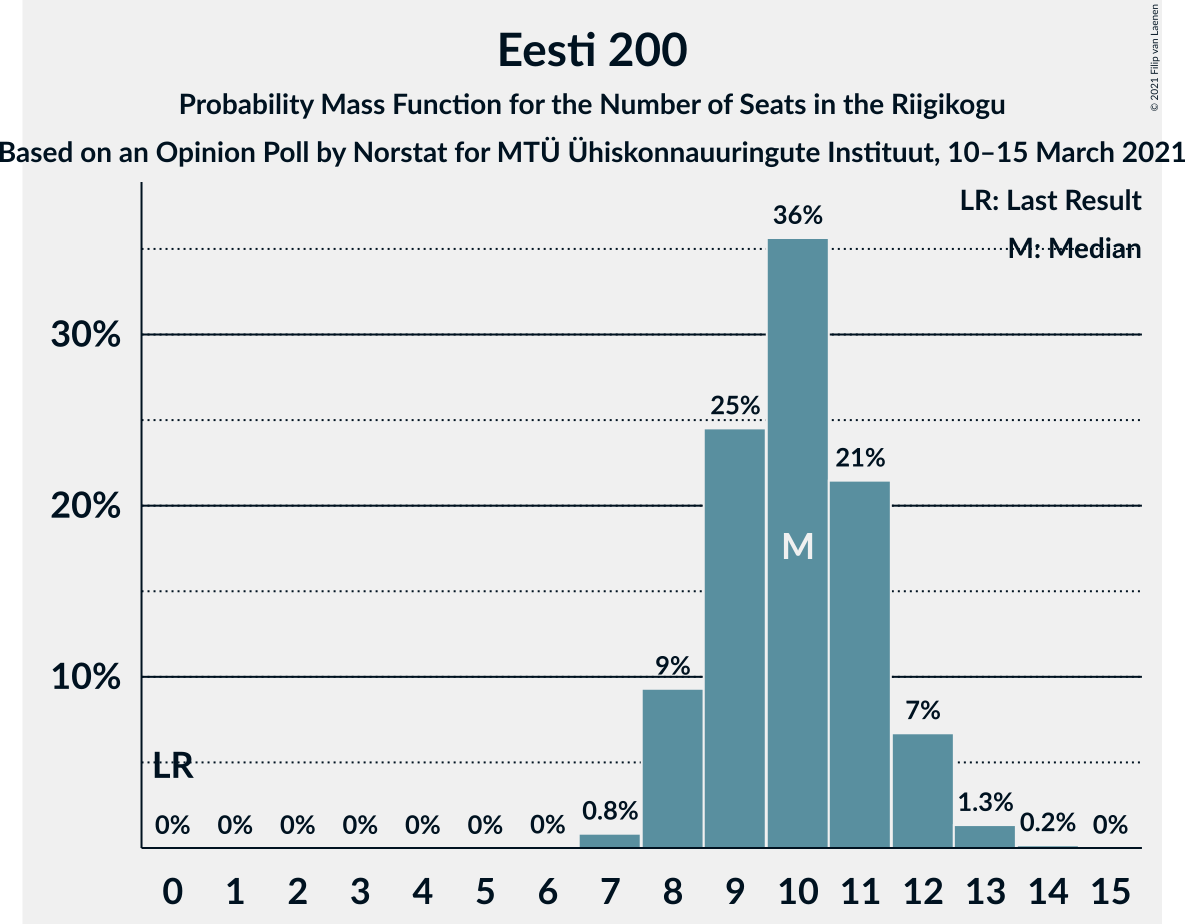 Eesti 200
Probability Mass Function for the Number of Seats in the Riigikogu
Based on an Opinion Poll by Norstat for MTÜ Ühiskonnauuringute Instituut, 10–15 March 2021
© 2021 Filip van Laenen
LR: Last Result
M: Median
36%
30%
25%
21%
20%
M
10%
9%
7%
LR
0% 0% 0% 0% 0% 0% 0% 0.8% 1.3% 0.2% 0%
0 1 2 3 4 5 6 7 8 9 10 11 12 13 14 15